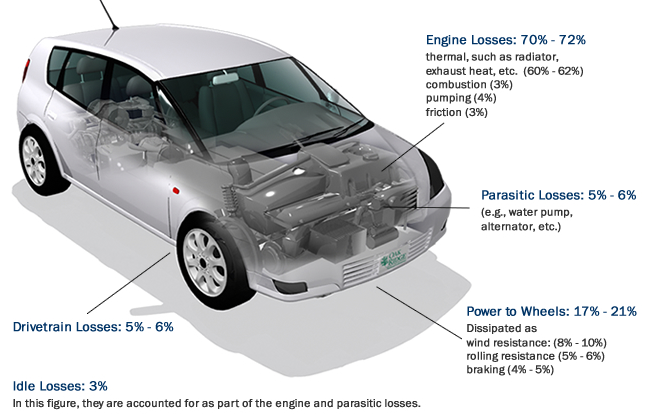 Engine Losses: 70% - 72%
thermal, such as radiator,
exhaust heat, etc. (60% - 62%)
combustion (3%)
pumping (4%)
friction (3%)
Parasitic Losses: 5% - 6%
(e.g., water pump,
alternator, etc.)
Power to Wheels: 17% - 21%
Dissipated as
wind resistance: (8% - 10%)
rolling resistance (5% - 6%)
braking (4% - 5%)
Drivetrain Losses: 5% - 6%
Idle Losses: 3%
In this figure, they are accounted for as part of the engine and parasitic losses.
OAK
RIDGE